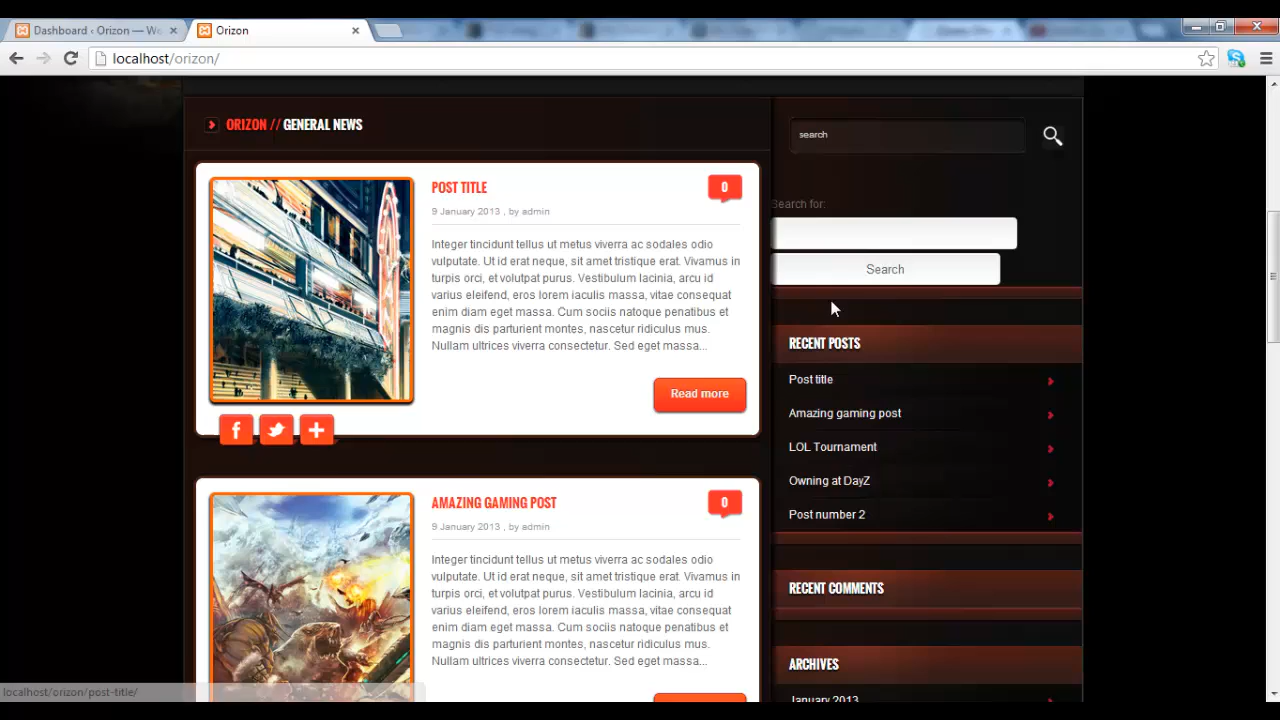 Dashboard ‹ Orizon — Wo
Orizon
localhost/orizon/
ORIZON // GENERAL NEWS
search
Search for:
Search
POST TITLE
0
9 January 2013 , by admin
Integer tincidunt tellus ut metus viverra ac sodales odio
vulputate. Ut id erat neque, sit amet tristique erat. Vivamus in
turpis orci, et volutpat purus. Vestibulum lacinia, arcu id
varius eleifend, eros lorem iaculis massa, vitae consequat
enim diam eget massa. Cum sociis natoque penatibus et
magnis dis parturient montes, nascetur ridiculus mus.
Nullam ultrices viverra consectetur. Sed eget massa...
Read more
AMAZING GAMING POST
0
9 January 2013 , by admin
Integer tincidunt tellus ut metus viverra ac sodales odio
vulputate. Ut id erat neque, sit amet tristique erat. Vivamus in
turpis orci, et volutpat purus. Vestibulum lacinia, arcu id
varius eleifend, eros lorem iaculis massa, vitae consequat
enim diam eget massa. Cum sociis natoque penatibus et
magnis dis parturient montes, nascetur ridiculus mus.
Nullam ultrices viverra consectetur. Sed eget massa...
RECENT POSTS
Post title
Amazing gaming post
LOL Tournament
Owning at DayZ
Post number 2
RECENT COMMENTS
ARCHIVES
January 2013
localhost/orizon/post-title/